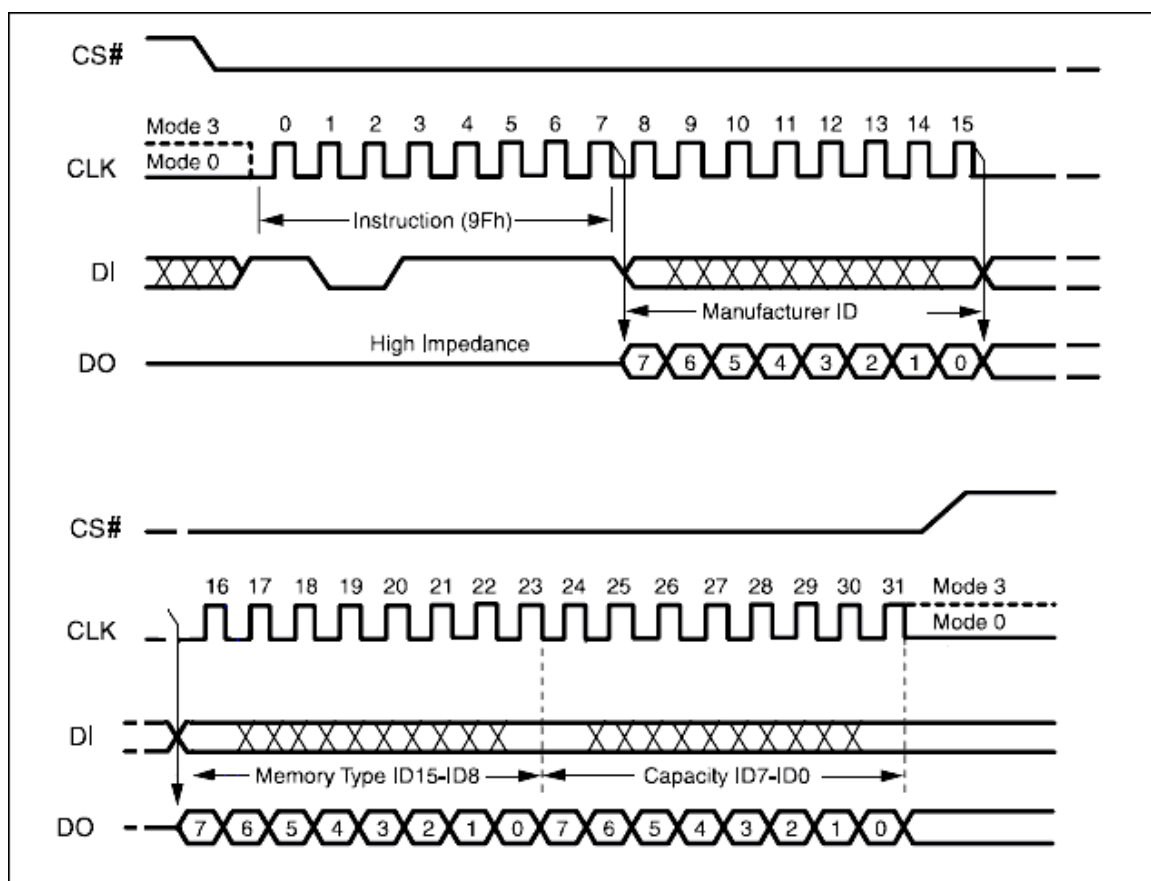 CS#
Mode 3
0 1 2 3 4 5 6 7 8 9 10 11 12 13 14 15
CLK
Mode 0
Instruction (9Fh)
DI
Manufacturer ID
High Impedance
DO
7 6 5 4 3 2 1 0
CS#
16 17 18 19 20 21 22 23 24 25 26 27 28 29 30 31
Mode 3
CLK
Mode 0
DI
Memory Type ID15-ID8
Capacity ID7-ID0
DO
7 6 5 4 3 2 1 0 7 6 5 4 3 2 1 0